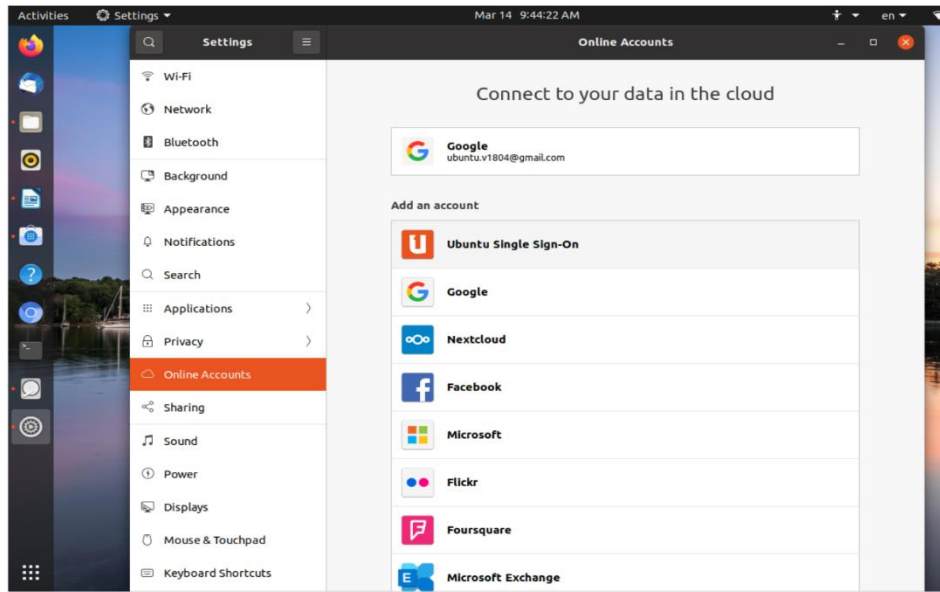 Activities
Settings
Mar 14 9:44:22 AM
en
Settings
Online Accounts
Wi-Fi
Network
Bluetooth
Background
Appearance
Notifications
Search
Applications
Privacy
Online Accounts
Sharing
Sound
Power
Displays
Mouse & Touchpad
Keyboard Shortcuts
Connect to your data in the cloud
Google
ubuntu.v1804@gmail.com
Add an account
Ubuntu Single Sign-On
Google
Nextcloud
Facebook
Microsoft
Flickr
Foursquare
Microsoft Exchange